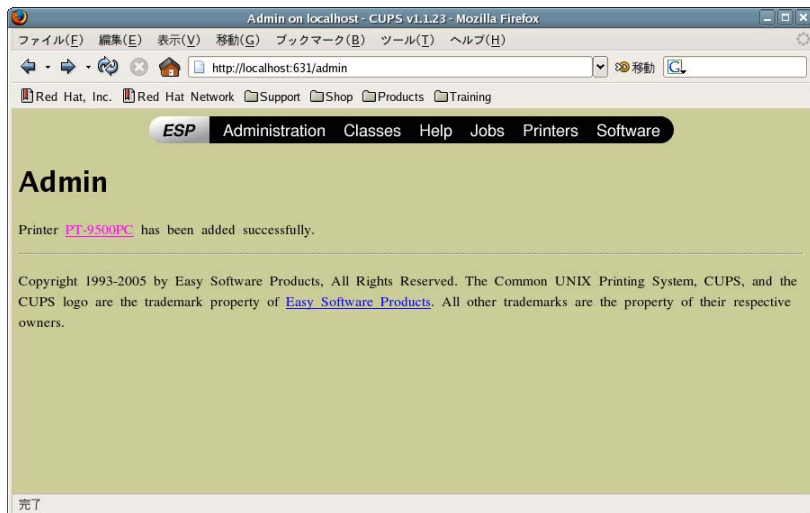 Admin on localhost - CUPS v1.1.23 - Mozilla Firefox
ファイル(F) 編集(E) 表示(V) 移動(G) ブックマーク(B) ツール(T) ヘルプ(H)
http://localhost:631/admin 移動 G
Red Hat, Inc. Red Hat Network Support Shop Products Training
ESP Administration Classes Help Jobs Printers Software
Admin
Printer PT-9500PC has been added successfully.
Copyright 1993-2005 by Easy Software Products, All Rights Reserved. The Common UNIX Printing System, CUPS, and the
CUPS logo are the trademark property of Easy Software Products. All other trademarks are the property of their respective
owners.
完了